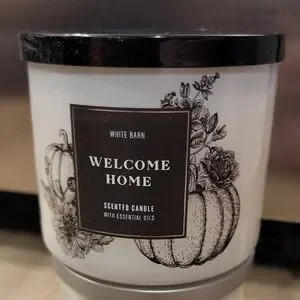 WHITE BARN
WELCOME
HOME
SCENTED CANDLE
WITH ESSENTIAL OILS